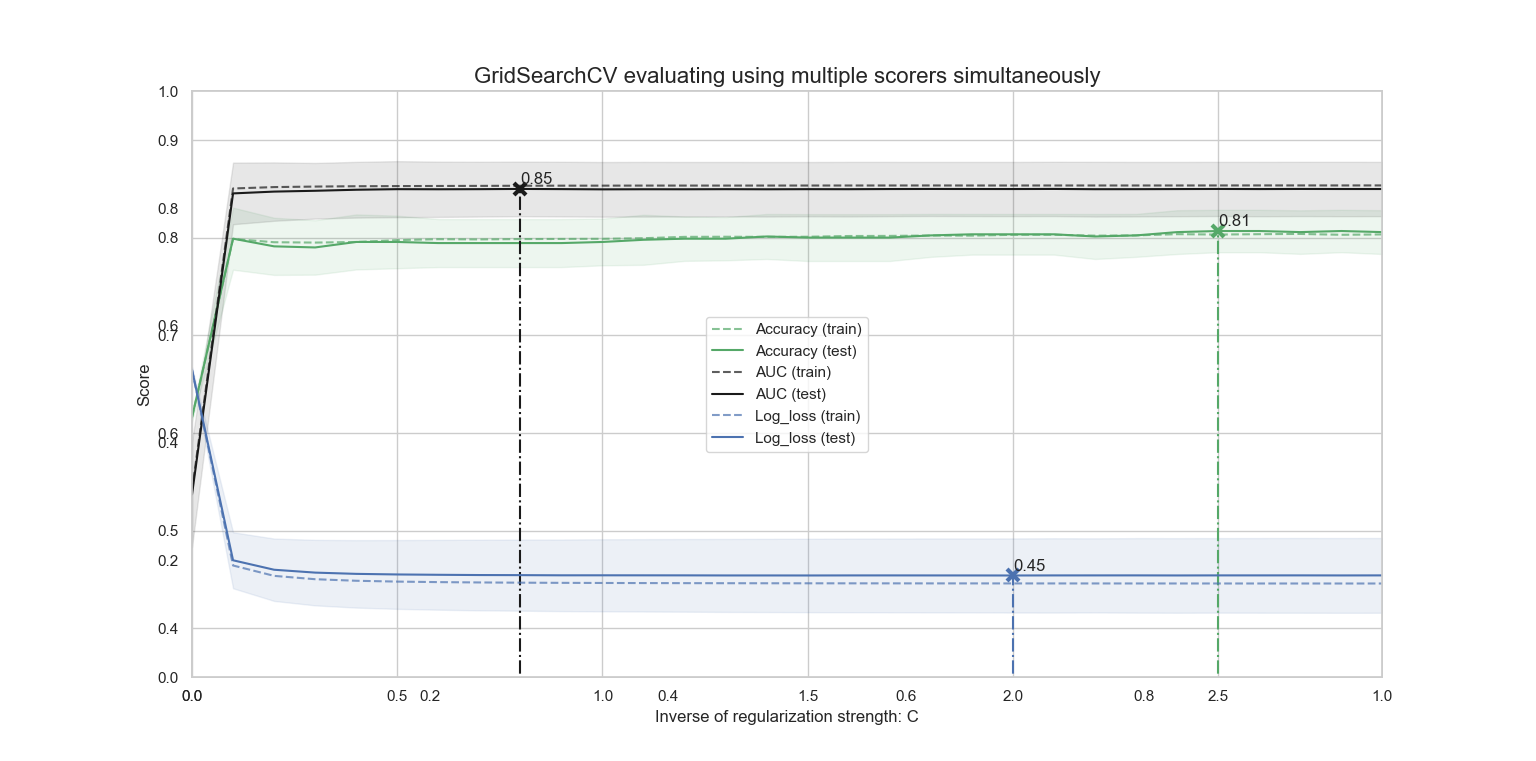 GridSearchCV evaluating using multiple scorers simultaneously
1.0
0.9
0.8
0.8
0.6
0.7
0.6
0.4
0.5
0.2
0.4
0.0
Score
0.85
0.81
0.45
Accuracy (train)
Accuracy (test)
AUC (train)
AUC (test)
Log_loss (train)
Log_loss (test)
0.0 0.5 0.2 1.0 0.4 1.5 0.6 2.0 0.8 2.5 1.0
Inverse of regularization strength: C